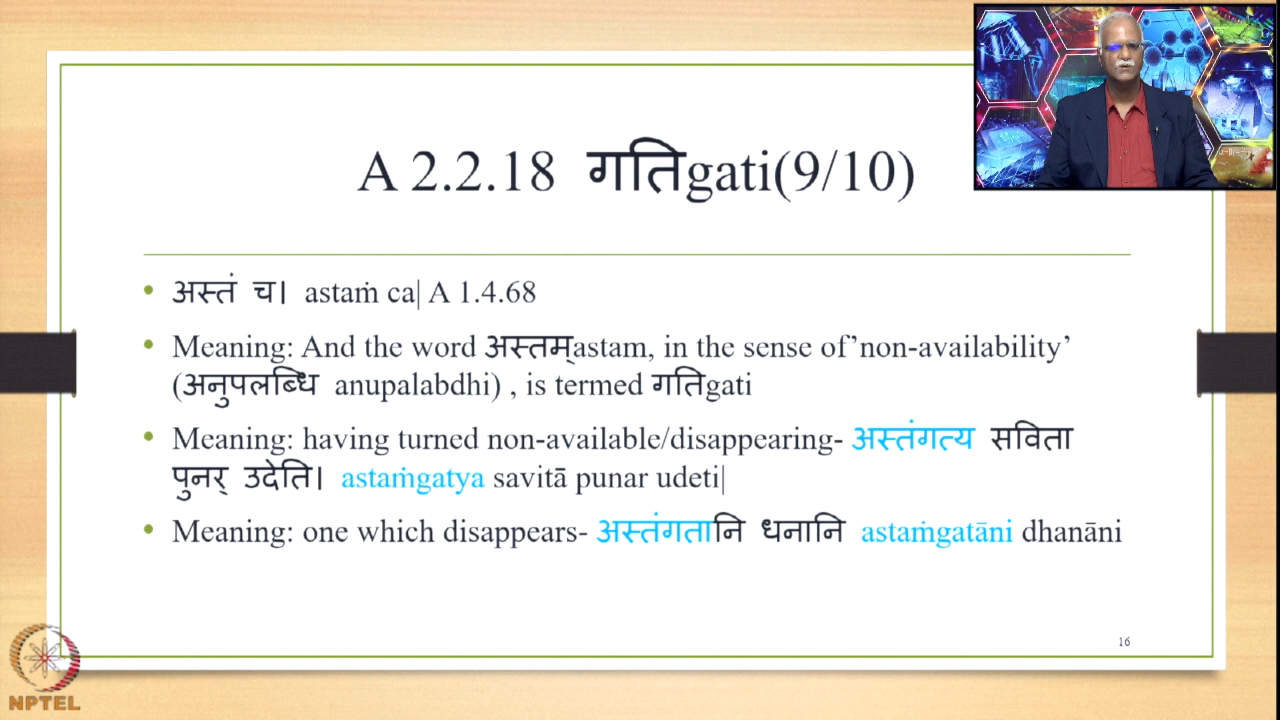 A 2.2.18 गतिgati(9/10)
• अस्तं च। astaṁ ca| A 1.4.68
• Meaning: And the word अस्तम्astam, in the sense of’non-availability’
(अनुपलब्धि anupalabdhi) , is termed गतिgati
• Meaning: having turned non-available/disappearing- अस्तंगत्य सविता
पुनर् उदेति। astaṁgatya savitā punar udeti|
• Meaning: one which disappears- अस्तंगतानि धनानि astaṁgatāni dhanāni
16
NPTEL